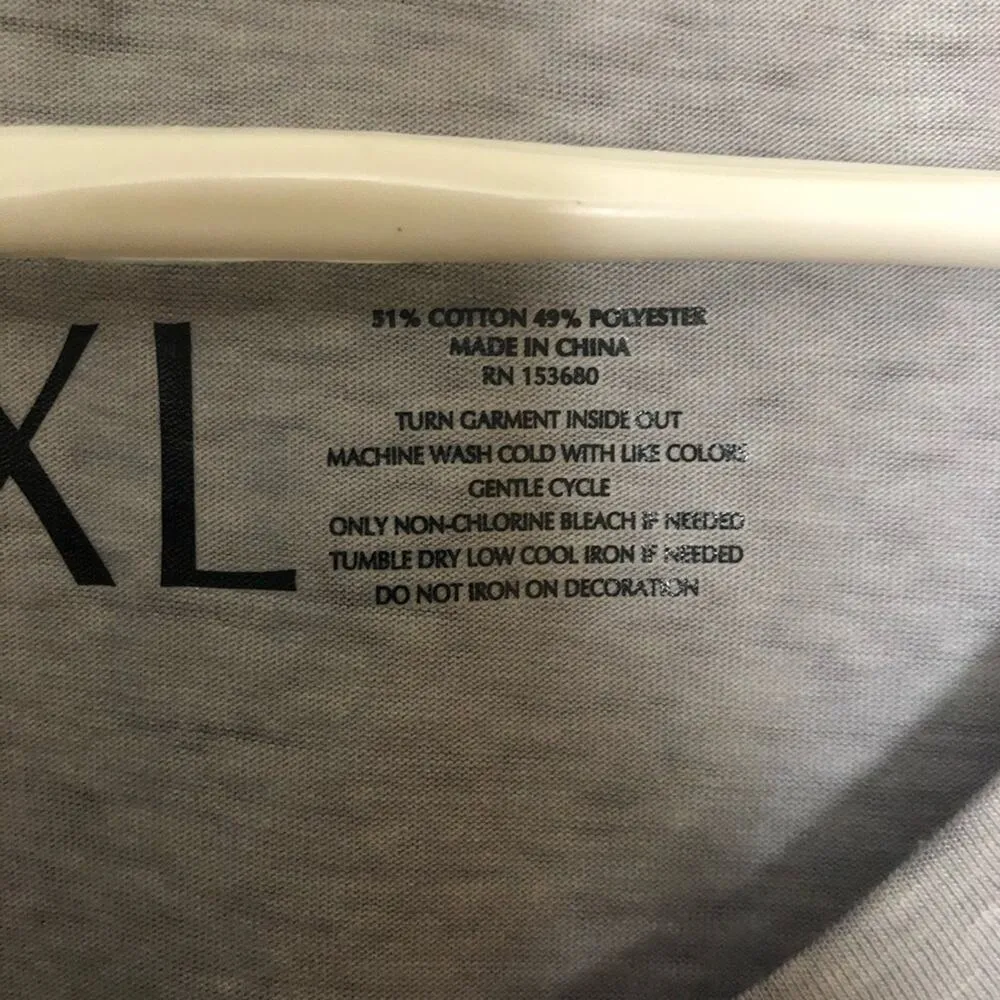 XL
51% COTTON 49% POLYESTER
MADE IN CHINA
RN 153680
TURN GARMENT INSIDE OUT
MACHINE WASH COLD WITH LIKE COLORS
GENTLE CYCLE
ONLY NON-CHLORINE BLEACH IF NEEDED
TUMBLE DRY LOW COOL IRON IF NEEDED
DO NOT IRON ON DECORATION